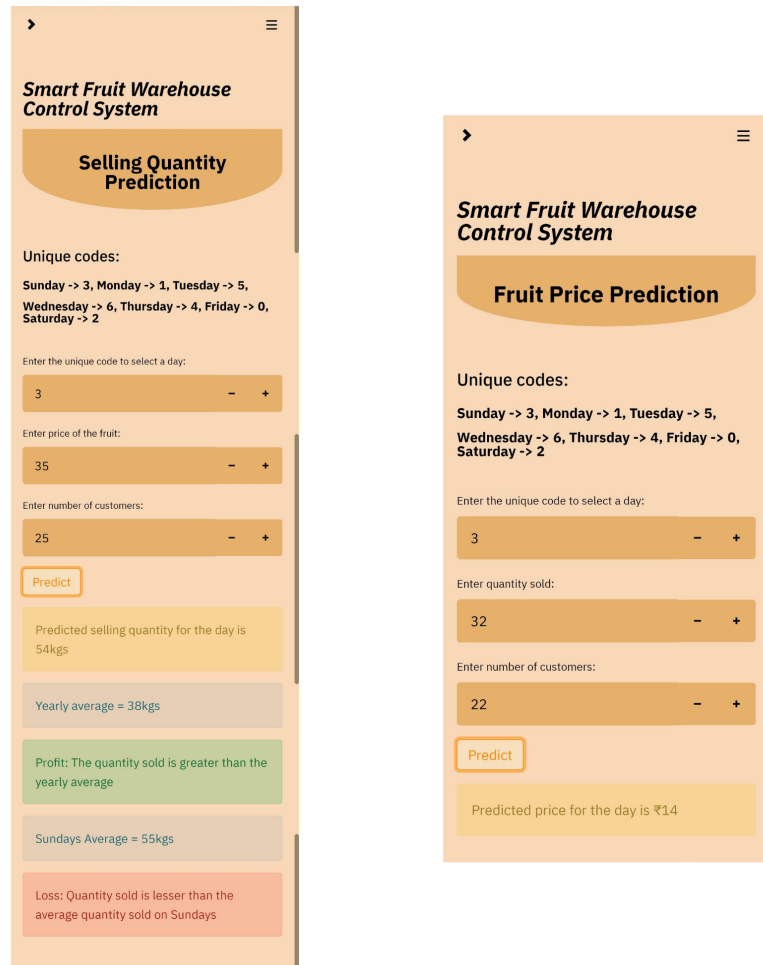 Smart Fruit Warehouse
Control System
Selling Quantity
Prediction
Unique codes:
Sunday -> 3, Monday -> 1, Tuesday -> 5,
Wednesday -> 6, Thursday -> 4, Friday -> 0,
Saturday -> 2
Enter the unique code to select a day:
3
Enter price of the fruit:
35
Enter number of customers:
25
Predict
Predicted selling quantity for the day is
54kgs
Yearly average = 38kgs
Profit: The quantity sold is greater than the
yearly average
Sundays Average = 55kgs
Loss: Quantity sold is lesser than the
average quantity sold on Sundays
Smart Fruit Warehouse
Control System
Fruit Price Prediction
Unique codes:
Sunday -> 3, Monday -> 1, Tuesday -> 5,
Wednesday -> 6, Thursday -> 4, Friday -> 0,
Saturday -> 2
Enter the unique code to select a day:
3
Enter quantity sold:
32
Enter number of customers:
22
Predict
Predicted price for the day is ₹14